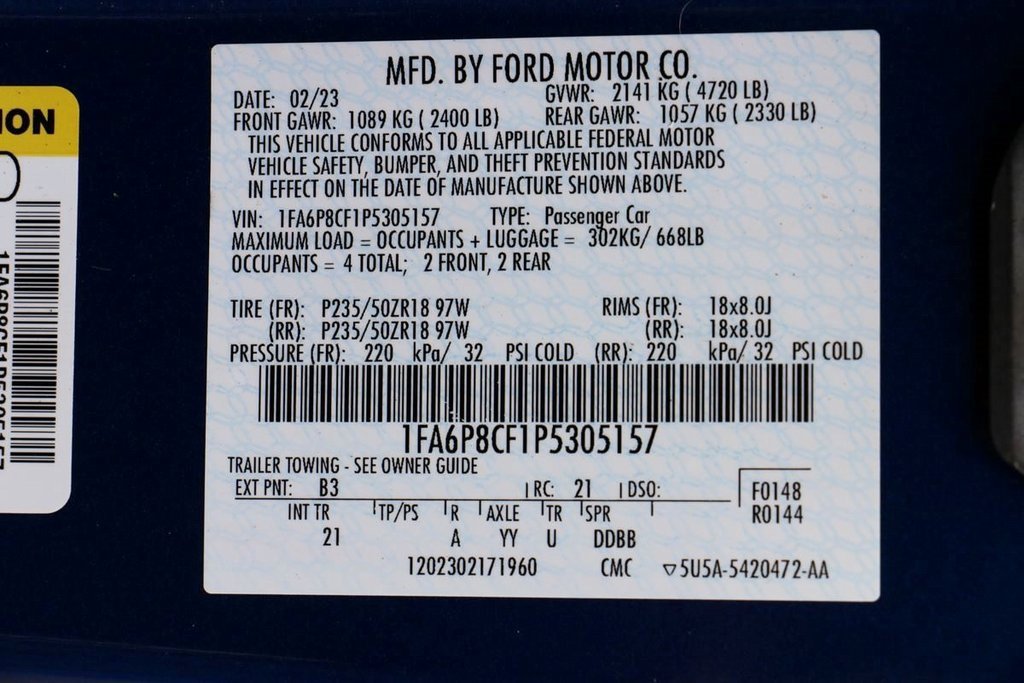 MFD. BY FORD MOTOR CO.
DATE: 02/23 GVWR: 2141 KG ( 4720 LB)
FRONT GAWR: 1089 KG ( 2400 LB) REAR GAWR: 1057 KG ( 2330 LB)
THIS VEHICLE CONFORMS TO ALL APPLICABLE FEDERAL MOTOR
VEHICLE SAFETY, BUMPER, AND THEFT PREVENTION STANDARDS
IN EFFECT ON THE DATE OF MANUFACTURE SHOWN ABOVE.
VIN: 1FA6P8CF1P5305157 TYPE: Passenger Car
MAXIMUM LOAD = OCCUPANTS + LUGGAGE = 302KG/ 668LB
OCCUPANTS = 4 TOTAL; 2 FRONT, 2 REAR
TIRE (FR): P235/50ZR18 97W RIMS (FR): 18x8.0J
(RR): P235/50ZR18 97W (RR): 18x8.0J
PRESSURE (FR): 220 kPa/ 32 PSI COLD (RR): 220 kPa/ 32 PSI COLD
1FA6P8CF1P5305157
TRAILER TOWING - SEE OWNER GUIDE
EXT PNT: B3 RC: 21 DSO: F0148
INT TR TP/PS R AXLE TR SPR R0144
21 A YY U DDBB
1202302171960 CMC ▽5U5A-5420472-AA
ION
1FA6P8CF1P5305157